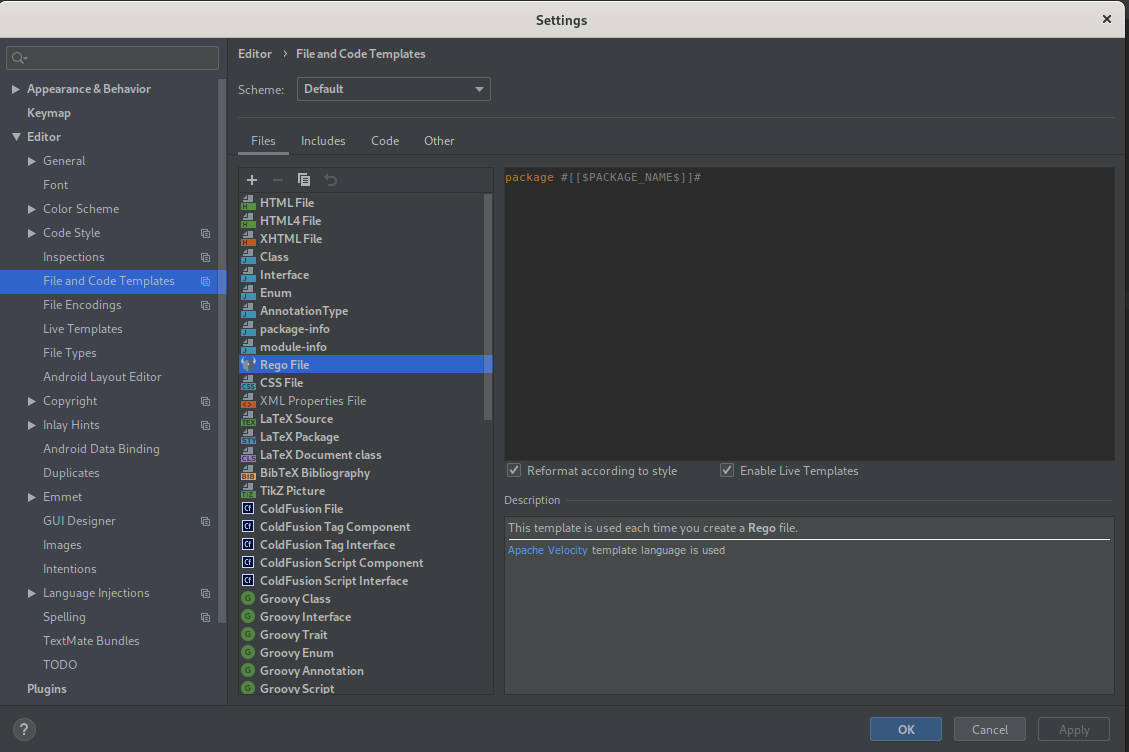 Settings
Editor › File and Code Templates
Scheme: Default
Files Includes Code Other
Appearance & Behavior
Keymap
Editor
General
Font
Color Scheme
Code Style
Inspections
File and Code Templates
File Encodings
Live Templates
File Types
Android Layout Editor
Copyright
Inlay Hints
Android Data Binding
Duplicates
Emmet
GUI Designer
Images
Intentions
Language Injections
Spelling
TextMate Bundles
TODO
Plugins
HTML File
HTML4 File
XHTML File
Class
Interface
Enum
AnnotationType
package-info
module-info
Rego File
CSS File
XML Properties File
LaTeX Source
LaTeX Package
LaTeX Document class
BibTeX Bibliography
TikZ Picture
ColdFusion File
ColdFusion Tag Component
ColdFusion Tag Interface
ColdFusion Script Component
ColdFusion Script Interface
Groovy Class
Groovy Interface
Groovy Trait
Groovy Enum
Groovy Annotation
Groovy Script
package #[[$PACKAGE_NAME$]]#
Reformat according to style Enable Live Templates
Description
This template is used each time you create a Rego file.
Apache Velocity template language is used
? OK Cancel Apply